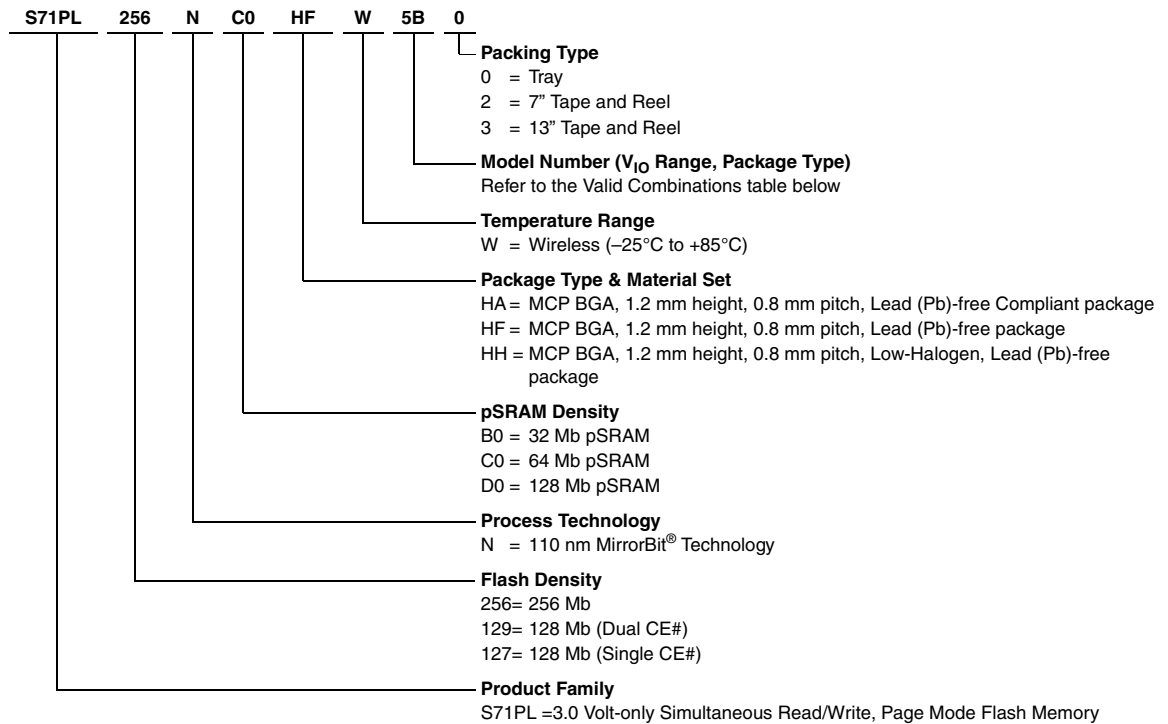 S71PL 256 N C0 HF W 5B 0
Packing Type
0 = Tray
2 = 7” Tape and Reel
3 = 13” Tape and Reel
Model Number (VIO Range, Package Type)
Refer to the Valid Combinations table below
Temperature Range
W = Wireless (–25°C to +85°C)
Package Type & Material Set
HA = MCP BGA, 1.2 mm height, 0.8 mm pitch, Lead (Pb)-free Compliant package
HF = MCP BGA, 1.2 mm height, 0.8 mm pitch, Lead (Pb)-free package
HH = MCP BGA, 1.2 mm height, 0.8 mm pitch, Low-Halogen, Lead (Pb)-free
package
pSRAM Density
B0 = 32 Mb pSRAM
C0 = 64 Mb pSRAM
D0 = 128 Mb pSRAM
Process Technology
N = 110 nm MirrorBit® Technology
Flash Density
256= 256 Mb
129= 128 Mb (Dual CE#)
127= 128 Mb (Single CE#)
Product Family
S71PL =3.0 Volt-only Simultaneous Read/Write, Page Mode Flash Memory